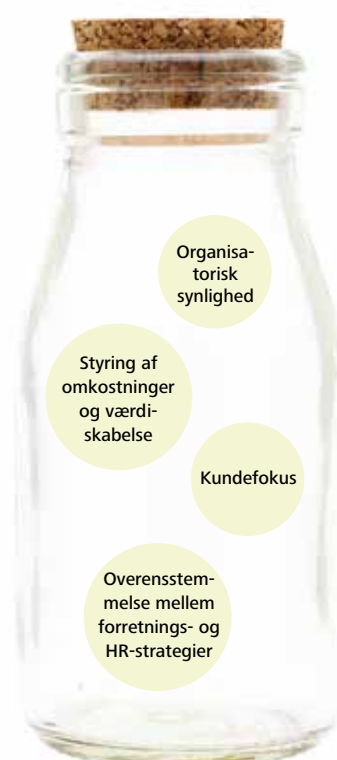 Organisa-
torisk
synlighed
Styring af
omkostninger
og værdi-
skabelse
Kundefokus
Overensstem-
melse mellem
forretnings- og
HR-strategier